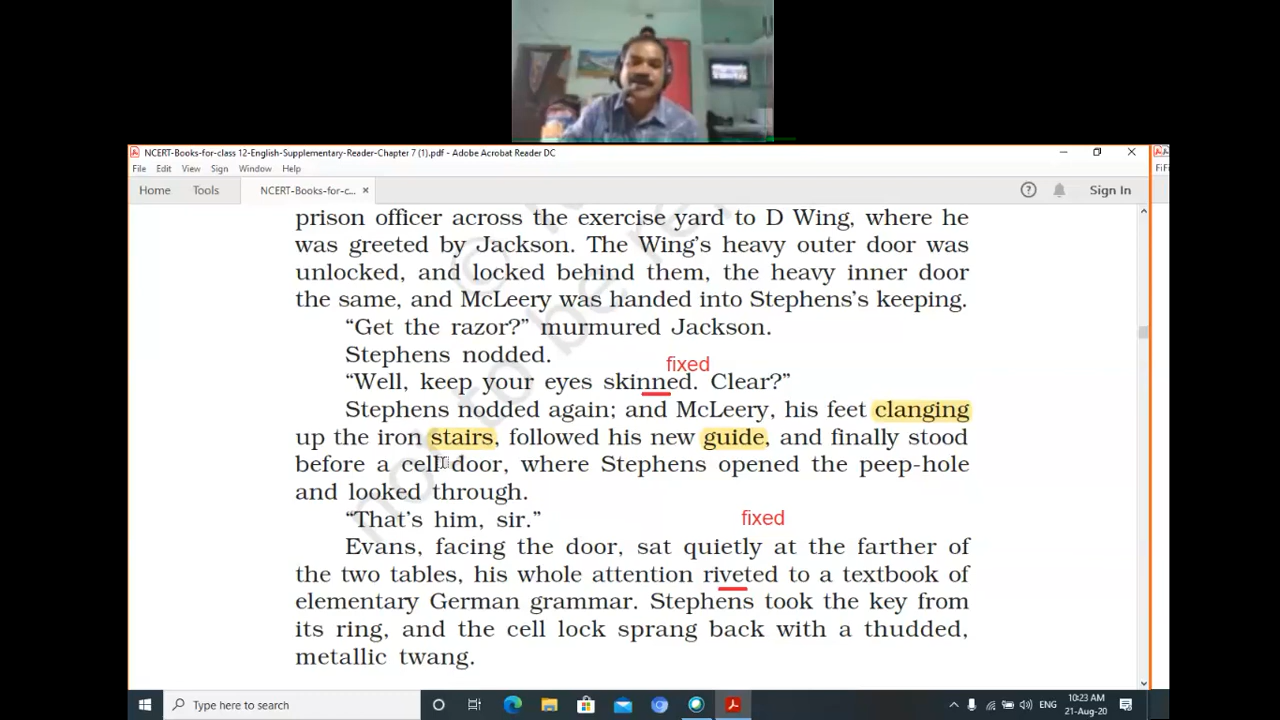 NCERT-Books-for-class 12-English-Supplementary-Reader-Chapter 7 (1).pdf - Adobe Acrobat Reader DC
File Edit View Sign Window Help
Home Tools NCERT-Books-for-c... × Sign In
FiFi
prison officer across the exercise yard to D Wing, where he
was greeted by Jackson. The Wing's heavy outer door was
unlocked, and locked behind them, the heavy inner door
the same, and McLeery was handed into Stephens's keeping.
“Get the razor?” murmured Jackson.
Stephens nodded.
fixed
“Well, keep your eyes skinned. Clear?”
Stephens nodded again; and McLeery, his feet clanging
up the iron stairs, followed his new guide, and finally stood
before a cell door, where Stephens opened the peep-hole
and looked through.
“That's him, sir.”
fixed
Evans, facing the door, sat quietly at the farther of
the two tables, his whole attention riveted to a textbook of
elementary German grammar. Stephens took the key from
its ring, and the cell lock sprang back with a thudded,
metallic twang.
Type here to search
ENG
10:23 AM
21-Aug-20